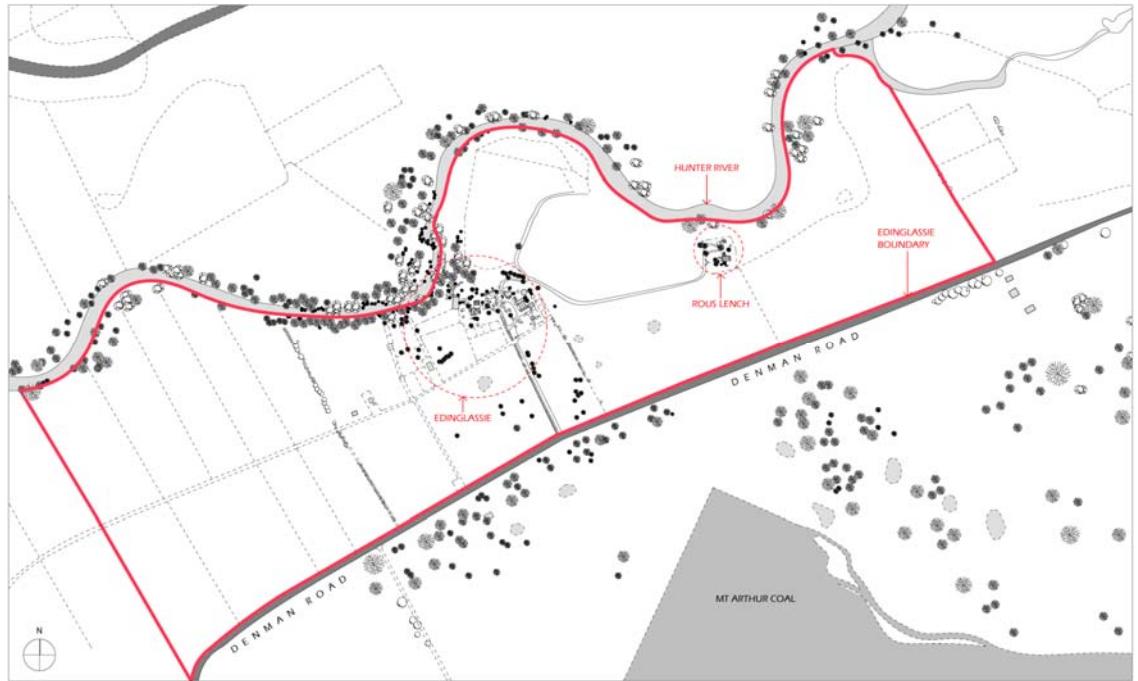 HUNTER RIVER
EDINGLASSIE
BOUNDARY
ROUS LENCH
DENMAN ROAD
EDINGLASSIE
DENMAN ROAD
MT ARTHUR COAL
N